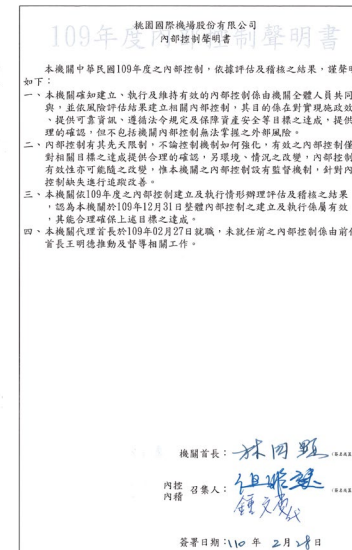 109年度內部控制聲明書
桃園國際機場股份有限公司
內部控制聲明書
本機關中華民國109年度之內部控制，依據評估及稽核之結果，謹聲明
如下：
一、本機關確知建立、執行及維持有效的內部控制係由機關全體人員共同
與，並依風險評估結果建立相關內部控制，其目的係在對實現施政效
、提供可靠資訊、遵循法令規定及保障資產安全等目標之達成，提供
理的確認，但不包括機關內部控制無法掌握之外部風險。
二、內部控制有其先天限制，不論控制機制如何強化，有效之內部控制僅
對相關目標之達成提供合理的確認，另環境、情況之改變，內部控制
有效性亦可能隨之改變，惟本機關之內部控制設有監督機制，針對內
控制缺失進行追蹤改善。
三、本機關依109年度之內部控制建立及執行情形辦理評估及稽核之結果
，認為本機關於109年12月31日整體內部控制之建立及執行係屬有效
，其能合理確保上述目標之達成。
四、本機關代理首長於109年02月27日就職，未就任前之內部控制係由前
首長王明德推動及督導相關工作。
機關首長：林國顯
內控
內稽 召集人：
鍾文
代
簽署日期：110 年 2月 28日